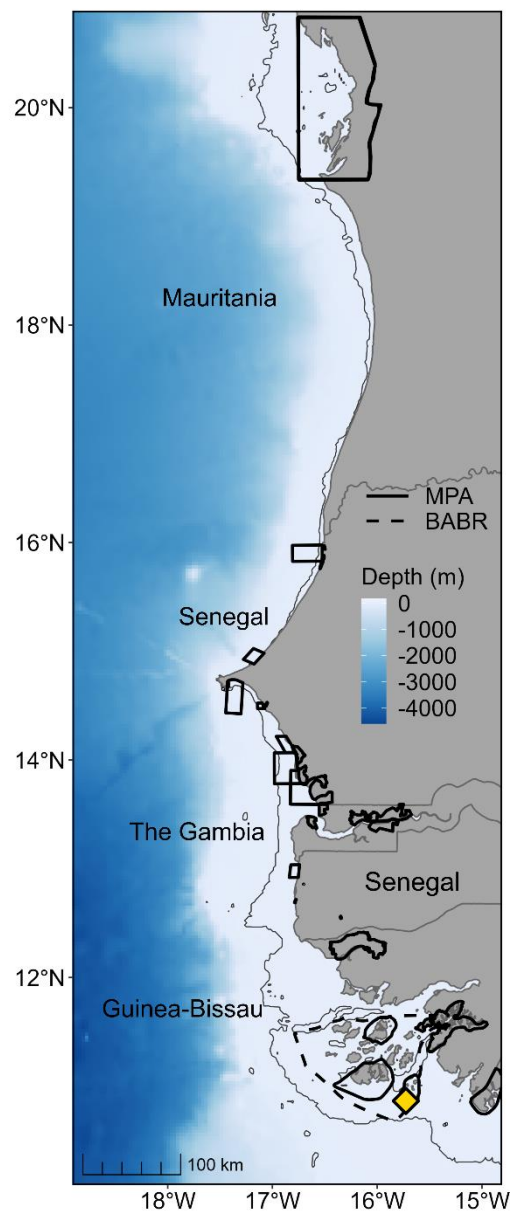 20°N
Mauritania
18°N
MPA
BABR
16°N
Depth (m)
0
-1000
-2000
-3000
-4000
Senegal
14°N
The Gambia
Senegal
12°N
Guinea-Bissau
100 km
18°W
17°W
16°W
15°W